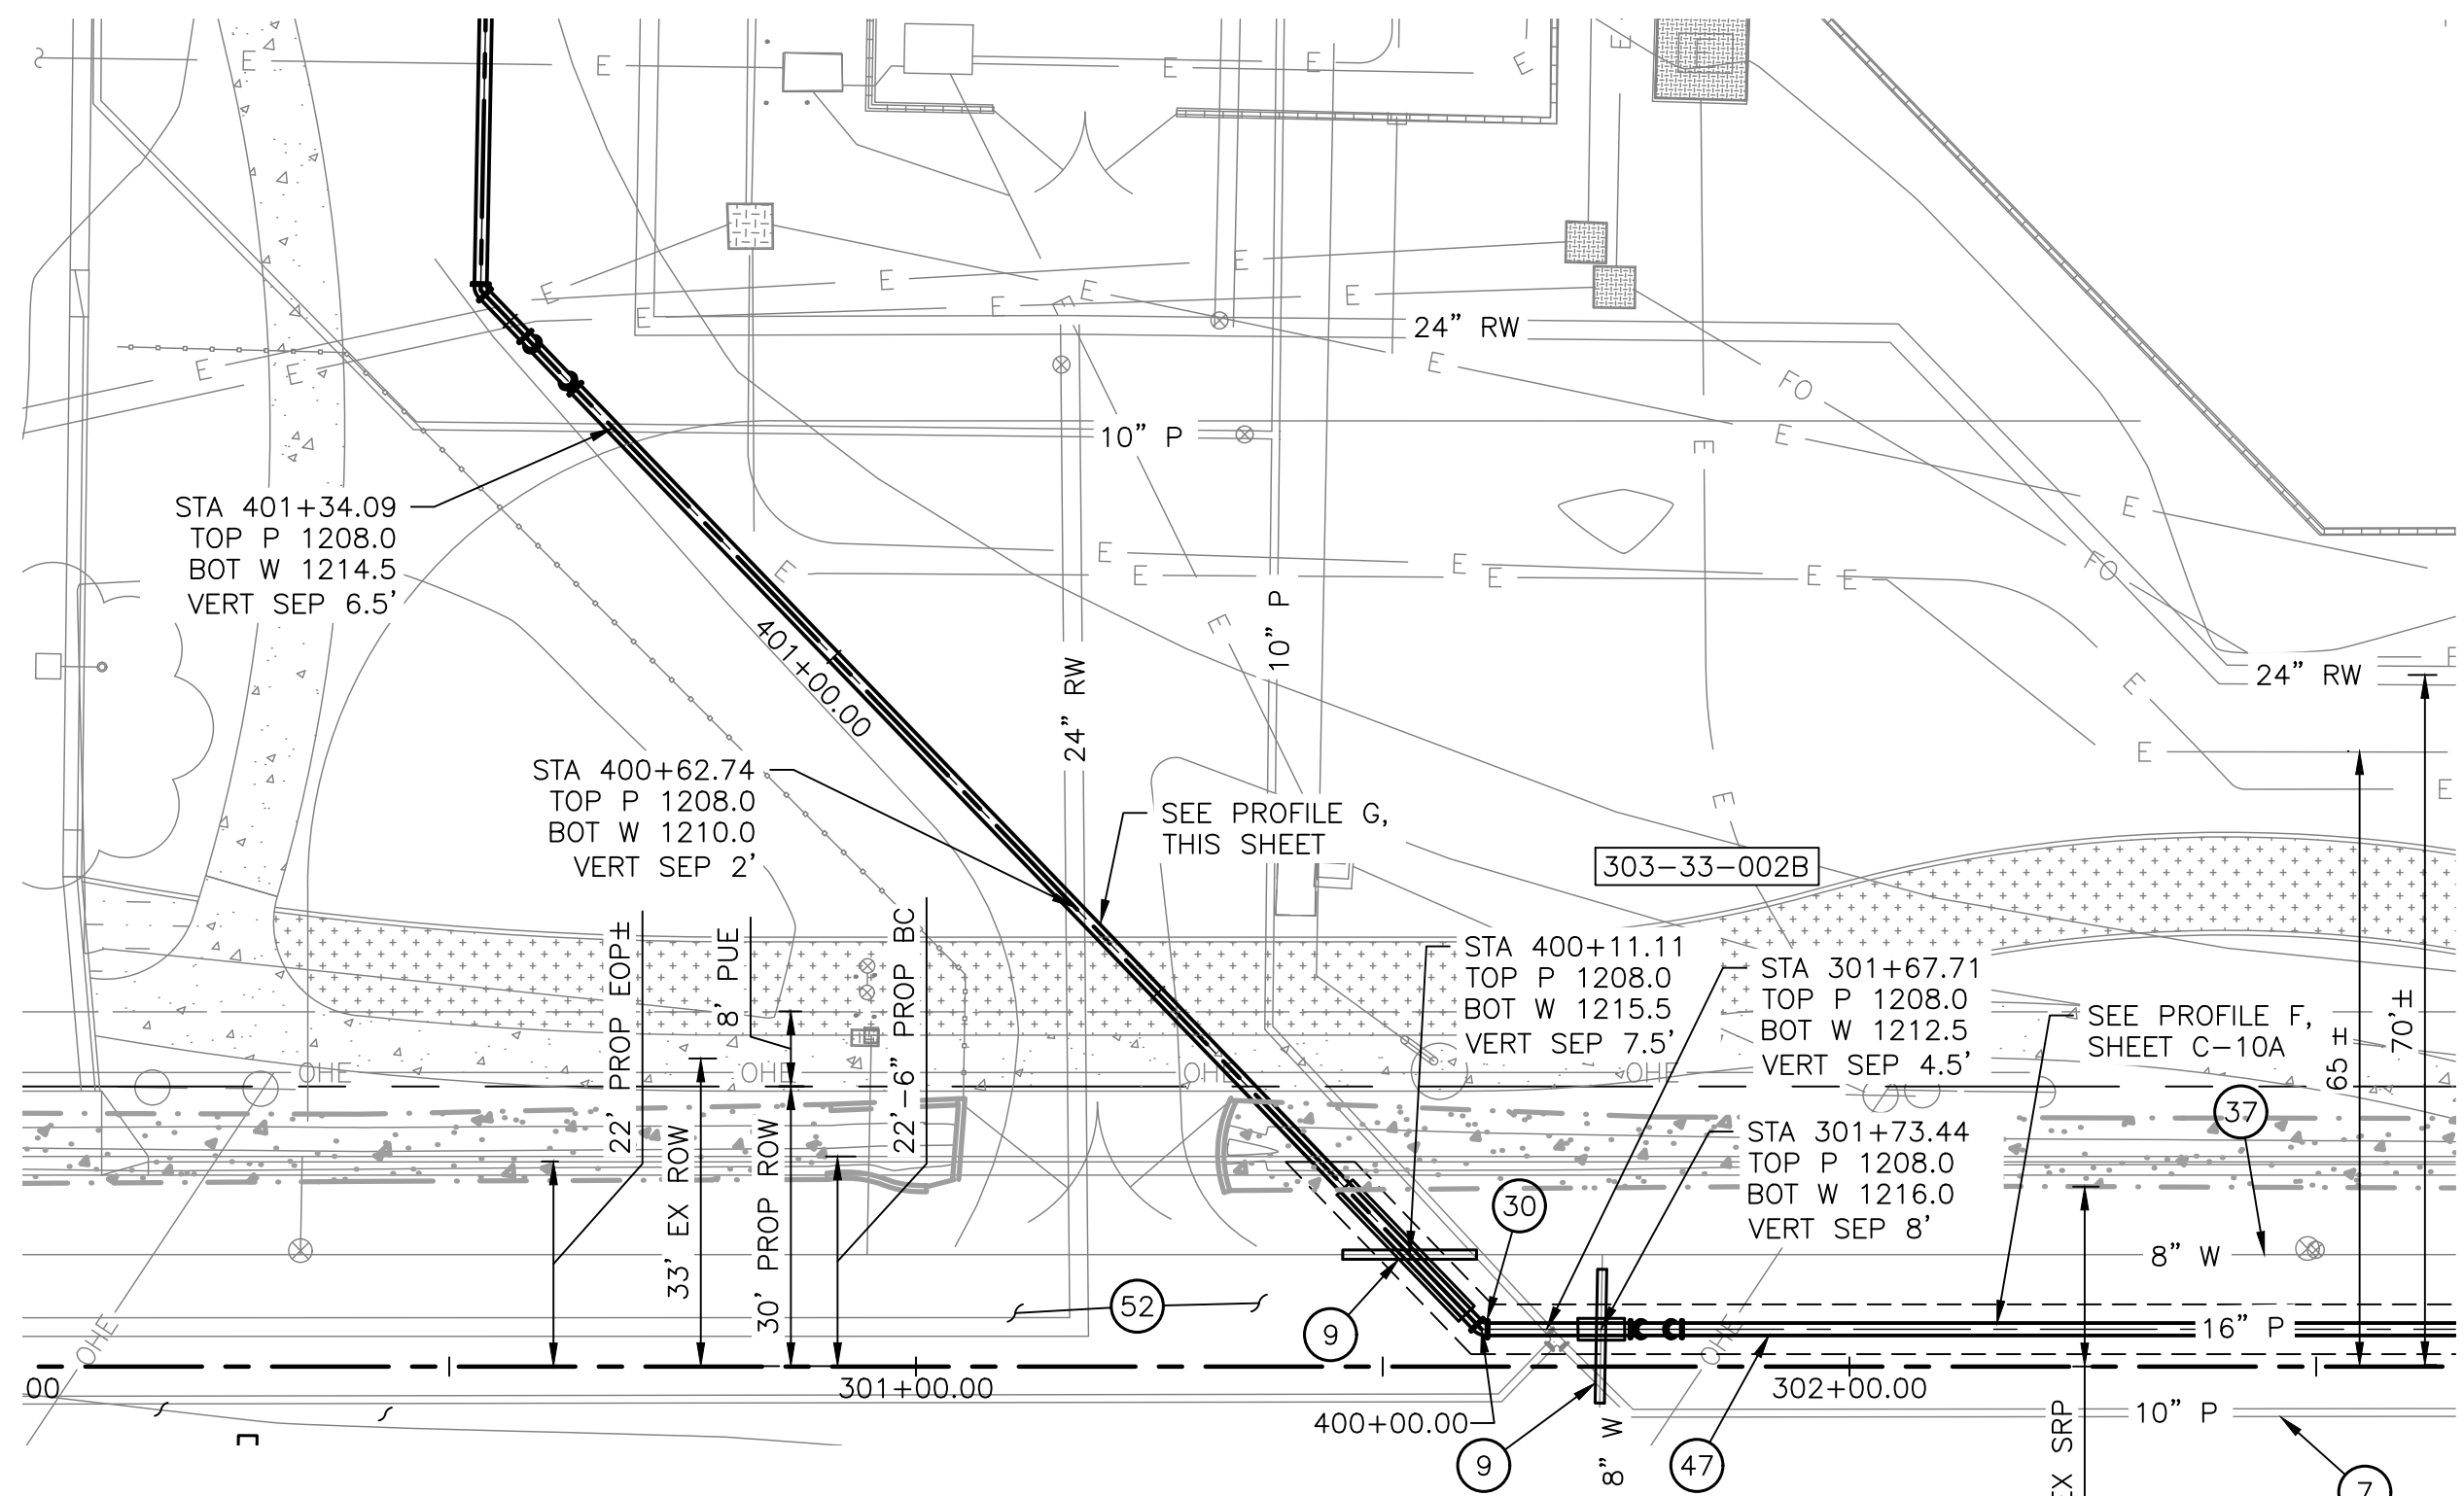 E
E
E
E
E
E
24" RW
FO
10" P
STA 401+34.09
TOP P 1208.0
BOT W 1214.5
VERT SEP 6.5'
401+00.00
24" RW
10" P
FO
24" RW
STA 400+62.74
TOP P 1208.0
BOT W 1210.0
VERT SEP 2'
SEE PROFILE G,
THIS SHEET
303-33-002B
STA 400+11.11
TOP P 1208.0
BOT W 1215.5
VERT SEP 7.5'
STA 301+67.71
TOP P 1208.0
BOT W 1212.5
VERT SEP 4.5'
SEE PROFILE F,
SHEET C-10A
22' PROP EOP±
8' PUE
22'-6" PROP BC
33' EX ROW
30' PROP ROW
65 ±
70'±
OHE
OHE
OHE
OHE
37
STA 301+73.44
TOP P 1208.0
BOT W 1216.0
VERT SEP 8'
30
8" W
52
9
16" P
OHE
OHE
00
301+00.00
302+00.00
400+00.00
10" P
9
8" W
47
EX SRP
7